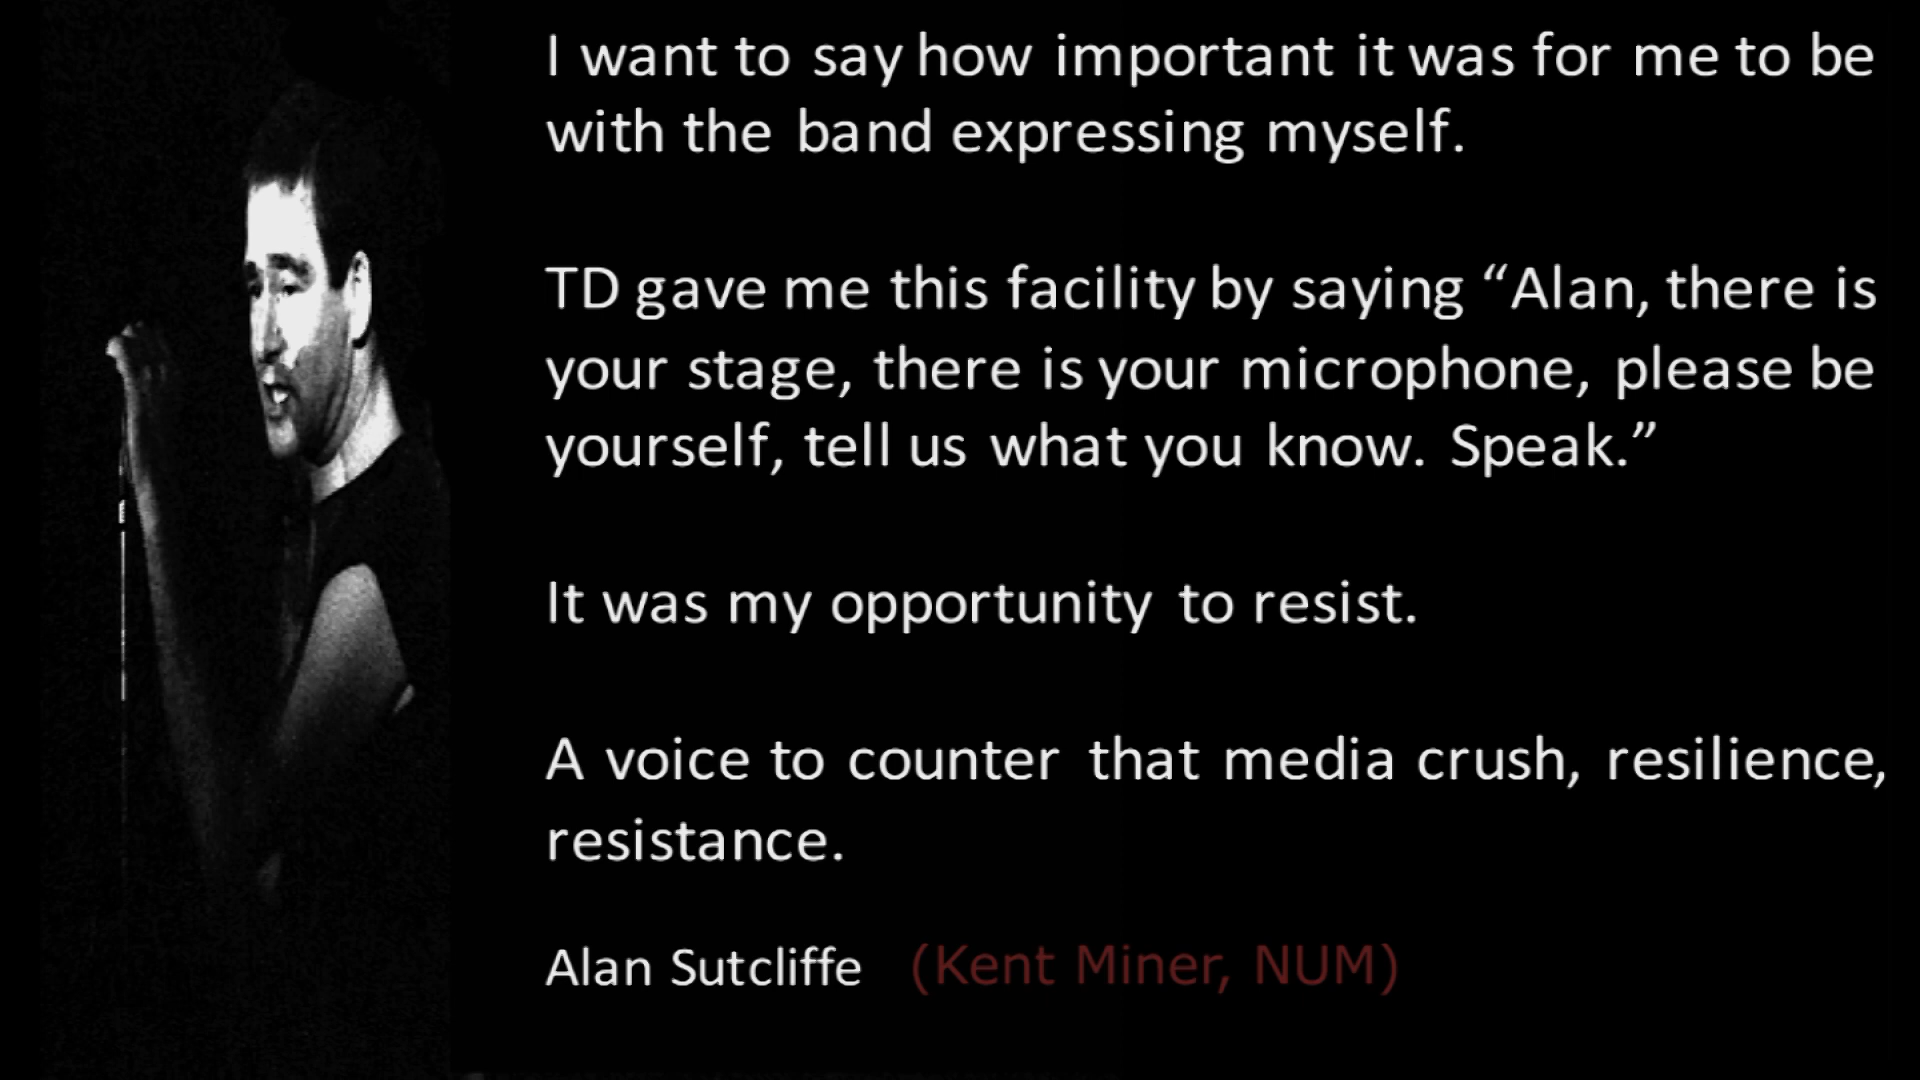 I want to say how important it was for me to be
with the band expressing myself.
TD gave me this facility by saying “Alan, there is
your stage, there is your microphone, please be
yourself, tell us what you know. Speak.”
It was my opportunity to resist.
A voice to counter that media crush, resilience,
resistance.
Alan Sutcliffe (Kent Miner, NUM)